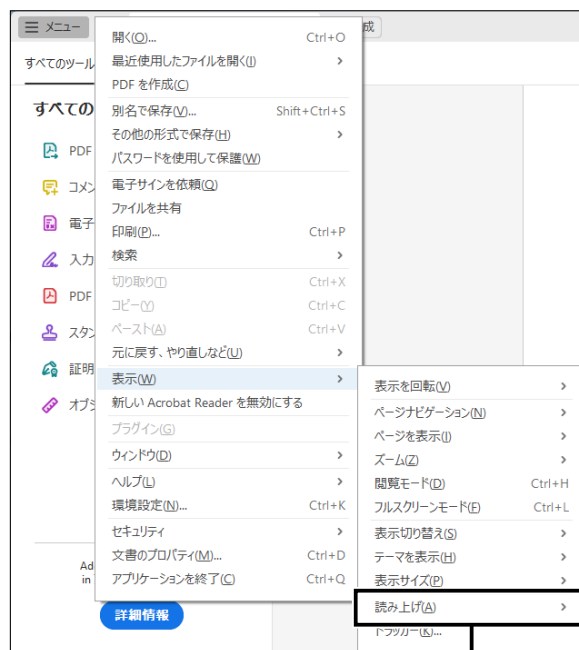 メニュー
成
すべてのツール
すべての
PDF
コメン
電子
入力
PDF
スタン
証明
オブシ
Ad
in
詳細情報
開く(O)... Ctrl+O
最近使用したファイルを開く(I) >
PDF を作成(C)
別名で保存(V)... Shift+Ctrl+S
その他の形式で保存(H) >
パスワードを使用して保護(W)
電子サインを依頼(Q)
ファイルを共有
印刷(P)... Ctrl+P
検索 >
切り取り(T) Ctrl+X
コピー(Y) Ctrl+C
ペースト(A) Ctrl+V
元に戻す、やり直しなど(U) >
表示(W) >
新しい Acrobat Reader を無効にする
プラグイン(G)
ウィンドウ(D) >
ヘルプ(L) >
環境設定(N)... Ctrl+K
セキュリティ >
文書のプロパティ(M)... Ctrl+D
アプリケーションを終了(C) Ctrl+Q
表示を回転(V) >
ページナビゲーション(N) >
ページを表示(I) >
ズーム(Z) >
閲覧モード(D) Ctrl+H
フルスクリーンモード(F) Ctrl+L
表示切り替え(S) >
テーマを表示(H) >
表示サイズ(P) >
読み上げ(A) >
トラッカー(K)...